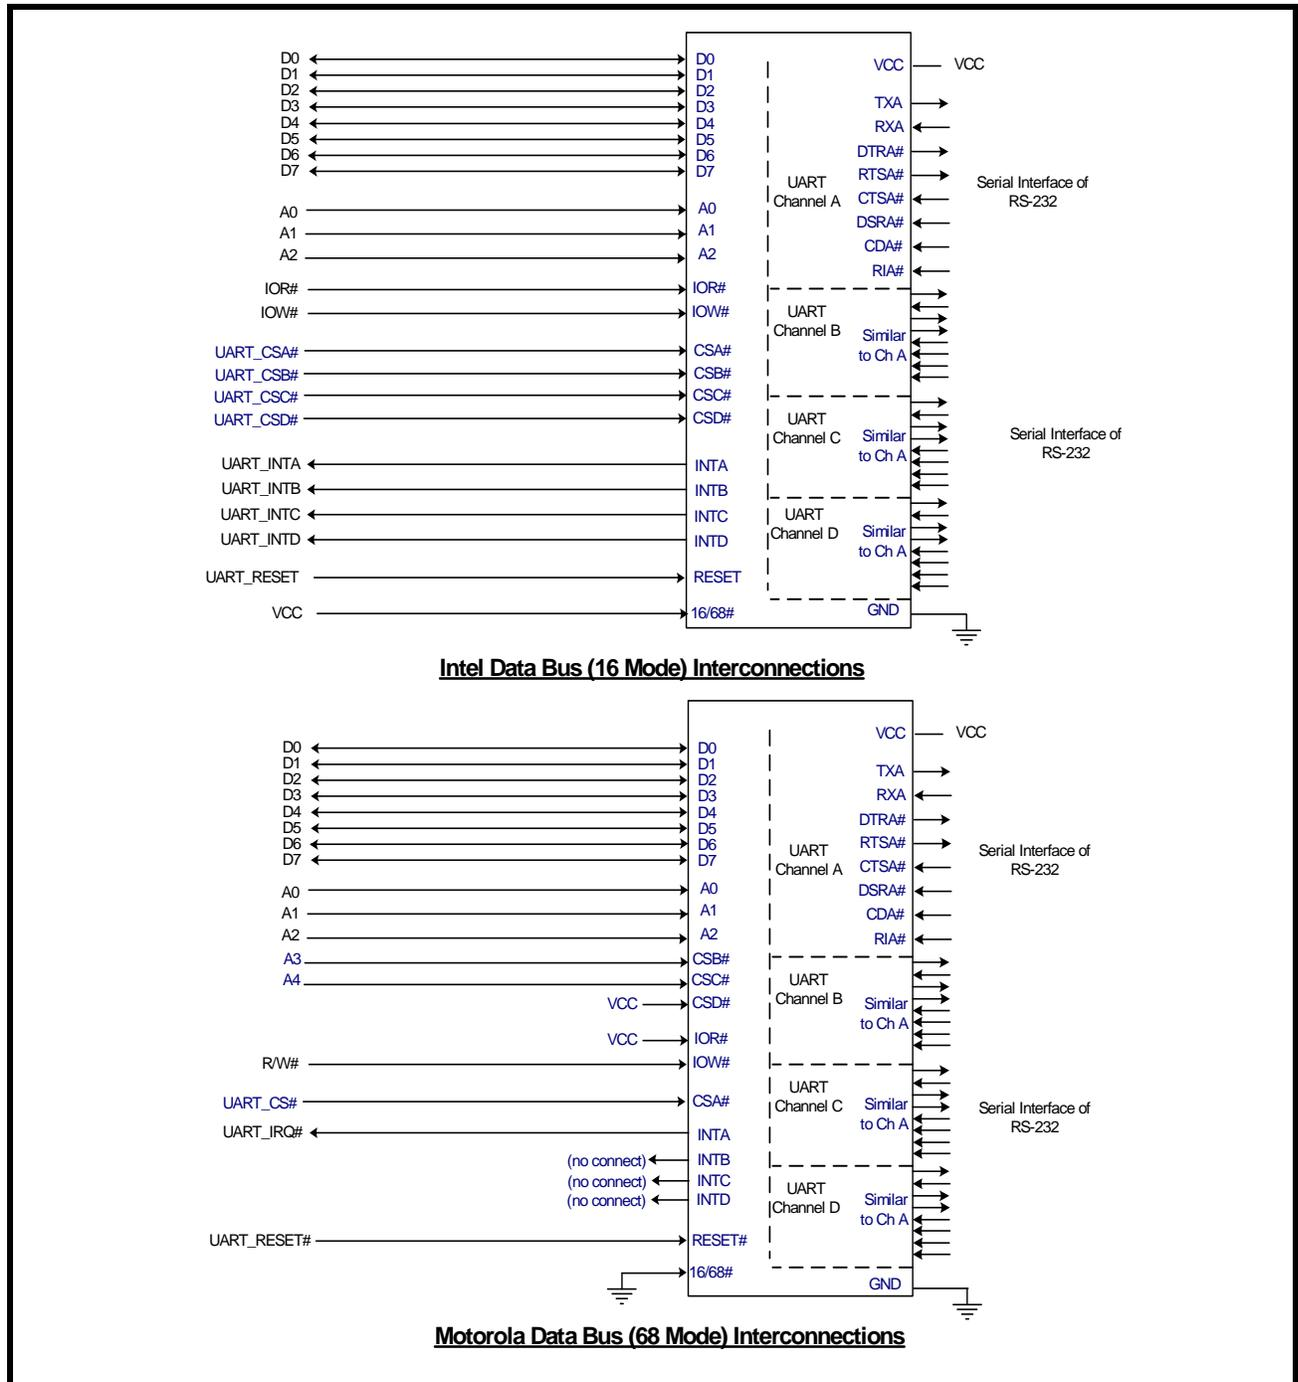 D0 D0
D1 D1
D2 D2
D3 D3
D4 D4
D5 D5
D6 D6
D7 D7
A0 A0
A1 A1
A2 A2
IOR# IOR#
IOW# IOW#
UART_CSA# CSA#
UART_CSB# CSB#
UART_CSC# CSC#
UART_CSD# CSD#
UART_INTA INTA
UART_INTB INTB
UART_INTC INTC
UART_INTD INTD
UART_RESET RESET
VCC 16/68#
VCC VCC
TXA
RXA
DTRA#
RTSA#
CTSA#
DSRA#
CDA#
RIA#
UART
Channel A
Serial Interface of
RS-232
UART
Channel B
Similar
to Ch A
UART
Channel C
Similar
to Ch A
Serial Interface of
RS-232
UART
Channel D
Similar
to Ch A
GND
Intel Data Bus (16 Mode) Interconnections
D0 D0
D1 D1
D2 D2
D3 D3
D4 D4
D5 D5
D6 D6
D7 D7
A0 A0
A1 A1
A2 A2
A3 CSB#
A4 CSC#
VCC CSD#
VCC IOR#
R/W# IOW#
UART_CS# CSA#
UART_IRQ# INTA
(no connect) INTB
(no connect) INTC
(no connect) INTD
UART_RESET# RESET#
16/68#
VCC VCC
TXA
RXA
DTRA#
RTSA#
CTSA#
DSRA#
CDA#
RIA#
UART
Channel A
Serial Interface of
RS-232
UART
Channel B
Similar
to Ch A
UART
Channel C
Similar
to Ch A
Serial Interface of
RS-232
UART
Channel D
Similar
to Ch A
GND
Motorola Data Bus (68 Mode) Interconnections